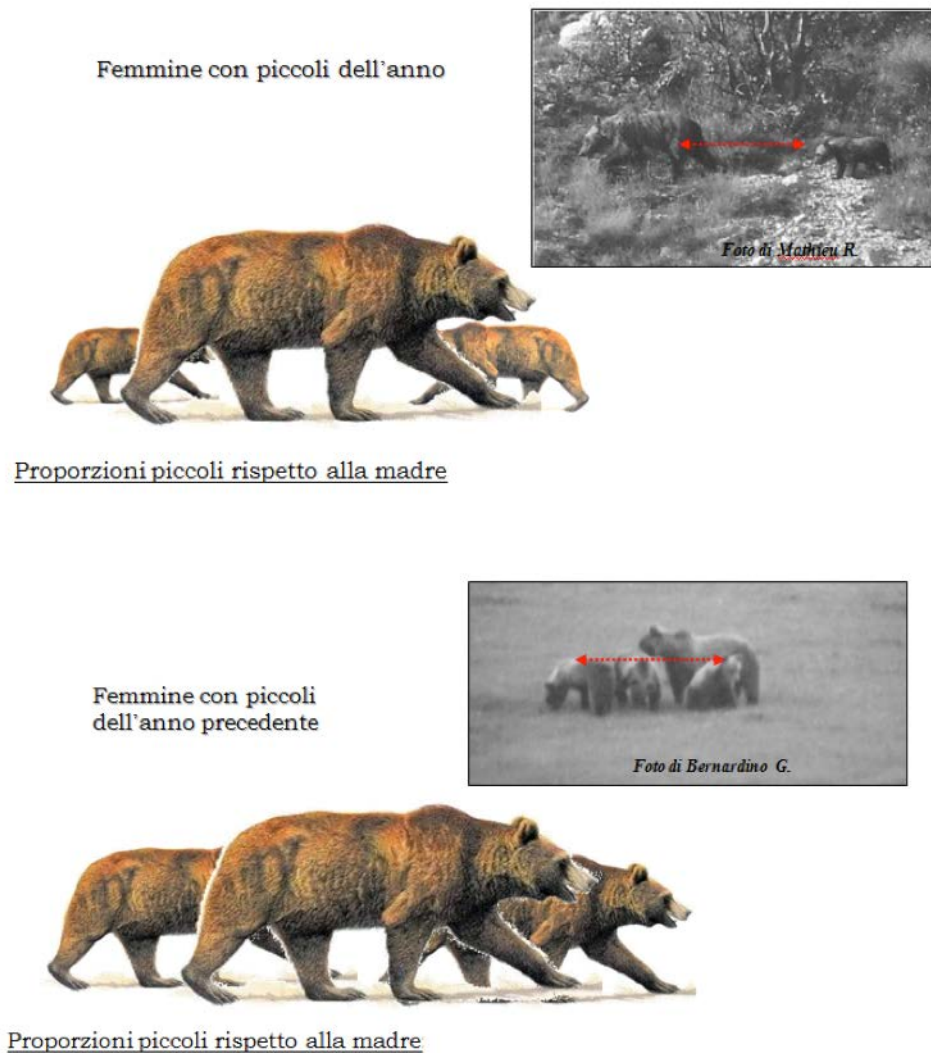 Femmine con piccoli dell'anno
Foto di Mathieu R.
Proporzioni piccoli rispetto alla madre
Femmine con piccoli
dell'anno precedente
Foto di Bernardino G.
Proporzioni piccoli rispetto alla madre